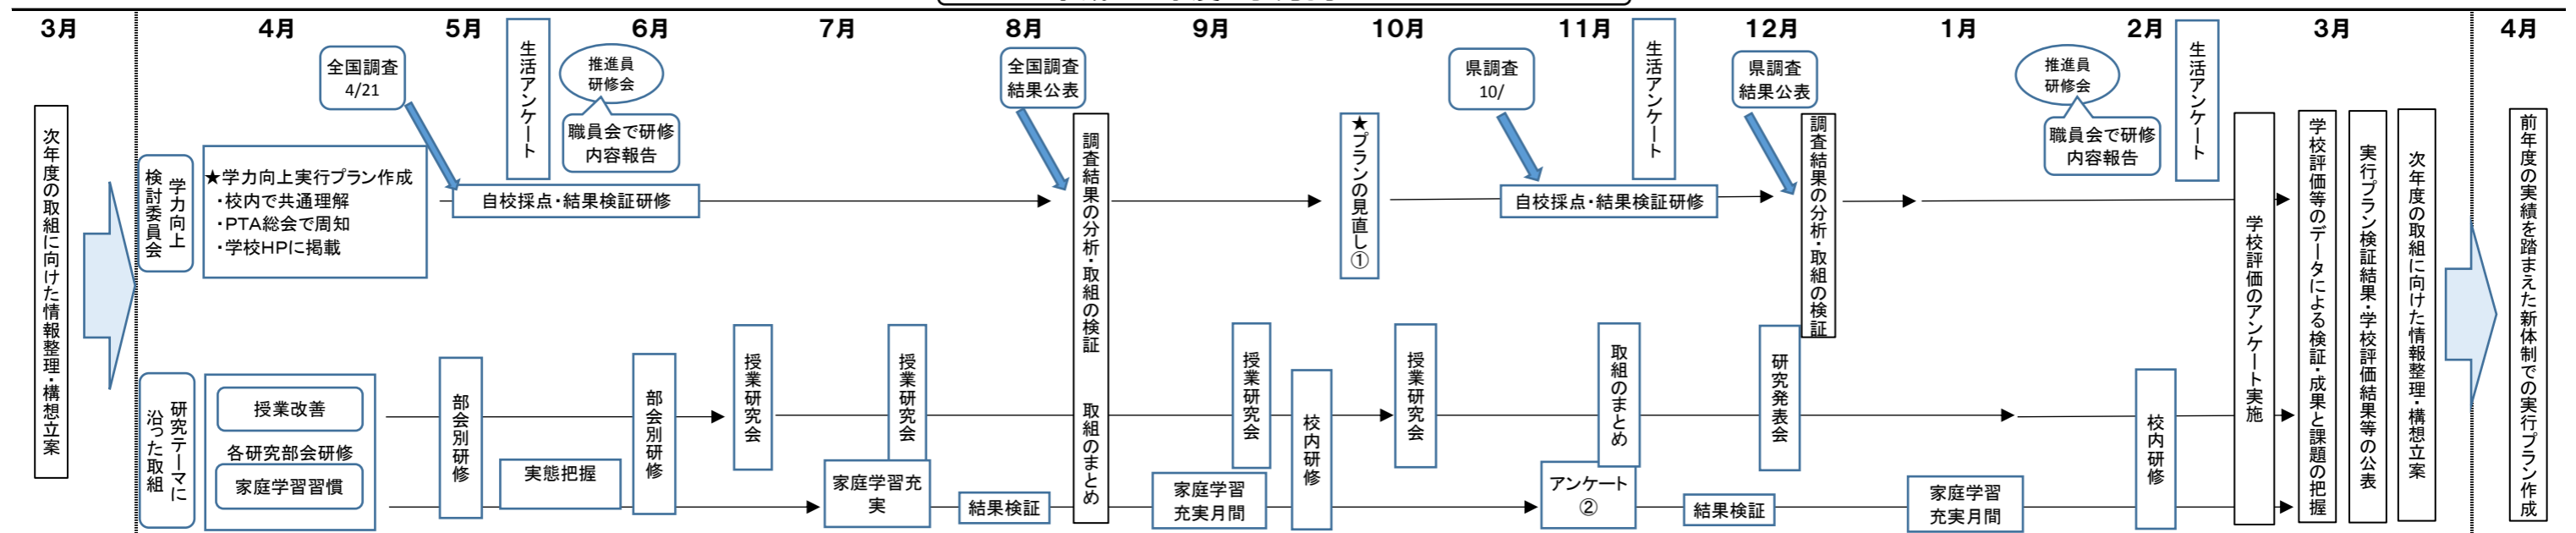 3月
4月
5月
6月
7月
8月
9月
10月
11月
12月
1月
2月
3月
4月
次年度の取組に向けた情報整理・構想立案
学力向上
検討委員会
★学力向上実行プラン作成
・校内で共通理解
・PTA総会で周知
・学校HPに掲載
全国調査
4/21
生活アンケート
推進員
研修会
職員会で研修
内容報告
自校採点・結果検証研修
全国調査
結果公表
調査結果の分析・取組の検証
取組のまとめ
★プランの見直し①
県調査
10/
自校採点・結果検証研修
生活アンケート
県調査
結果公表
調査結果の分析・取組の検証
推進員
研修会
職員会で研修
内容報告
生活アンケート
学校評価のアンケート実施
学校評価等のデータによる検証・成果と課題の把握
実行プラン検証結果・学校評価結果等の公表
次年度の取組に向けた情報整理・構想立案
前年度の実績を踏まえた新体制での実行プラン作成
研究テーマに
沿った取組
授業改善
各研究部会研修
家庭学習習慣
部会別研修
実態把握
部会別研修
授業研究会
授業研究会
家庭学習充
実
結果検証
授業研究会
家庭学習
充実月間
校内研修
授業研究会
取組のまとめ
アンケート
②
研究発表会
結果検証
家庭学習
充実月間
校内研修